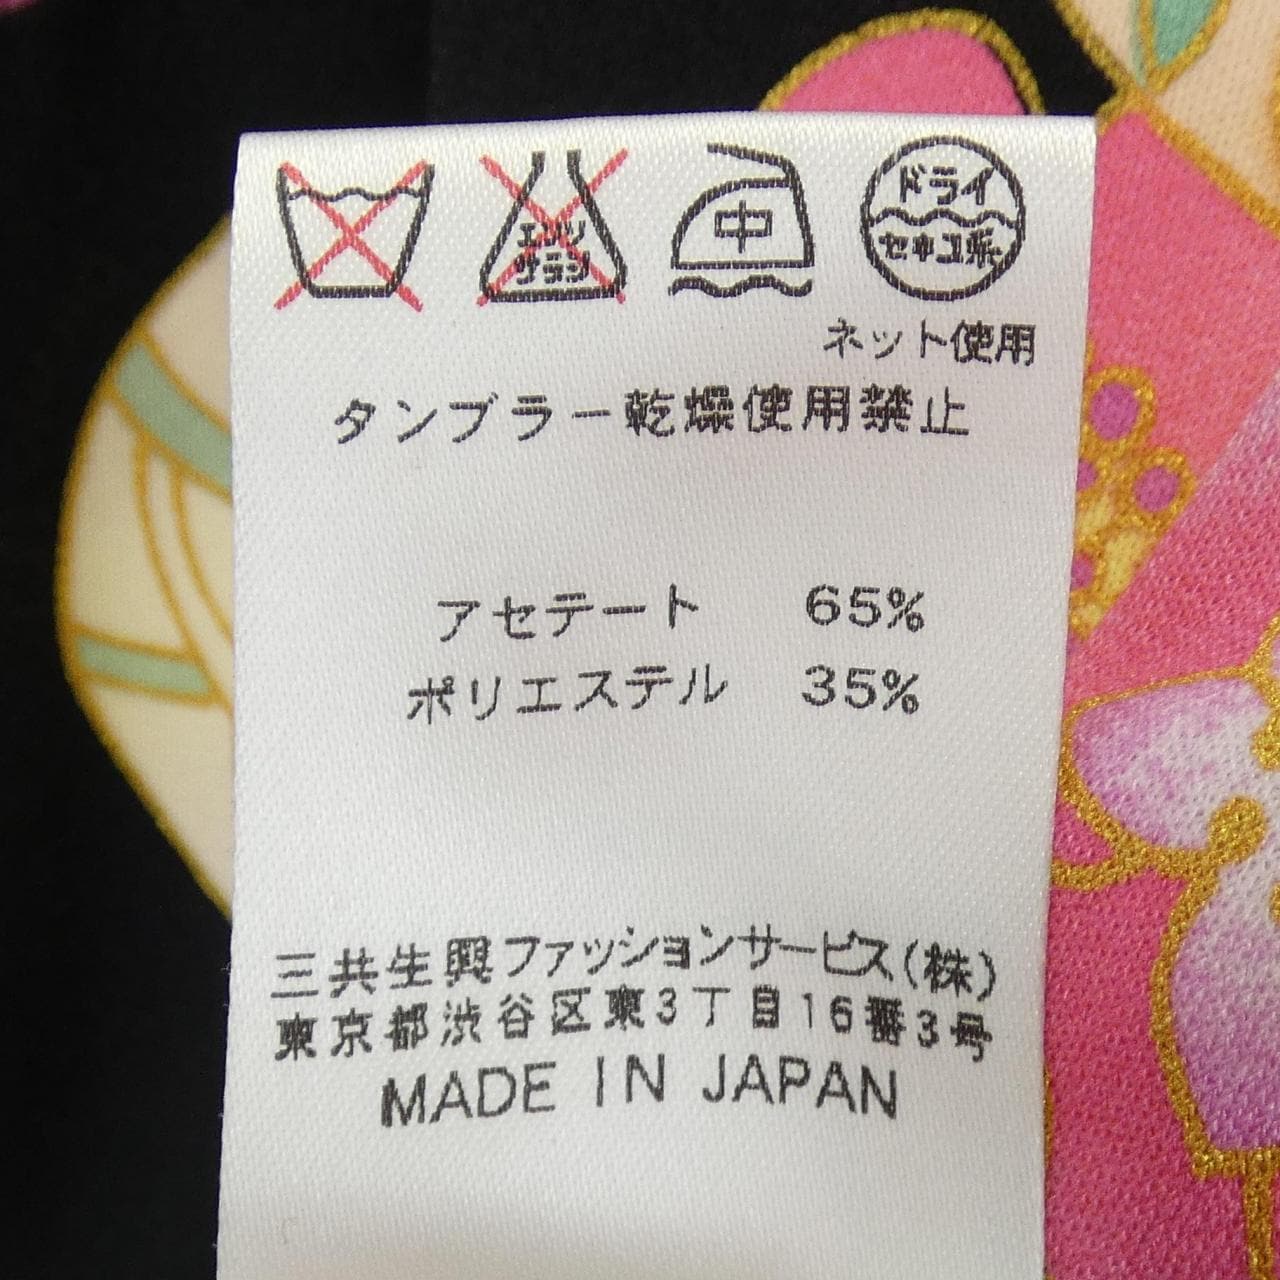 エンソ
サラシ
中
ドライ
セキユ系
ネット使用
タンブラー乾燥使用禁止
アセテート 65%
ポリエステル 35%
三共生興ファッションサービス(株)
東京都渋谷区東3丁目16番3号
MADE IN JAPAN